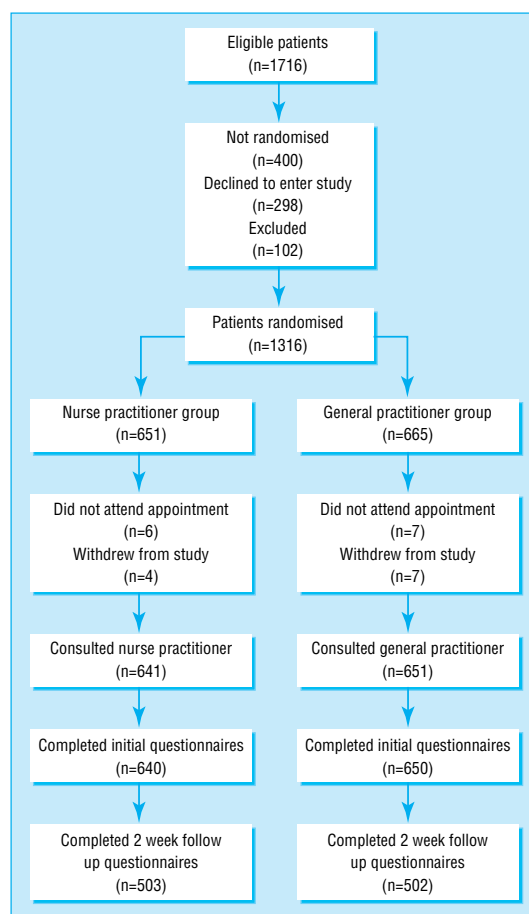 Eligible patients
(n=1716)
Not randomised
(n=400)
Declined to enter study
(n=298)
Excluded
(n=102)
Patients randomised
(n=1316)
Nurse practitioner group
(n=651)
General practitioner group
(n=665)
Did not attend appointment
(n=6)
Withdrew from study
(n=4)
Did not attend appointment
(n=7)
Withdrew from study
(n=7)
Consulted nurse practitioner
(n=641)
Consulted general practitioner
(n=651)
Completed initial questionnaires
(n=640)
Completed initial questionnaires
(n=650)
Completed 2 week follow
up questionnaires
(n=503)
Completed 2 week follow
up questionnaires
(n=502)